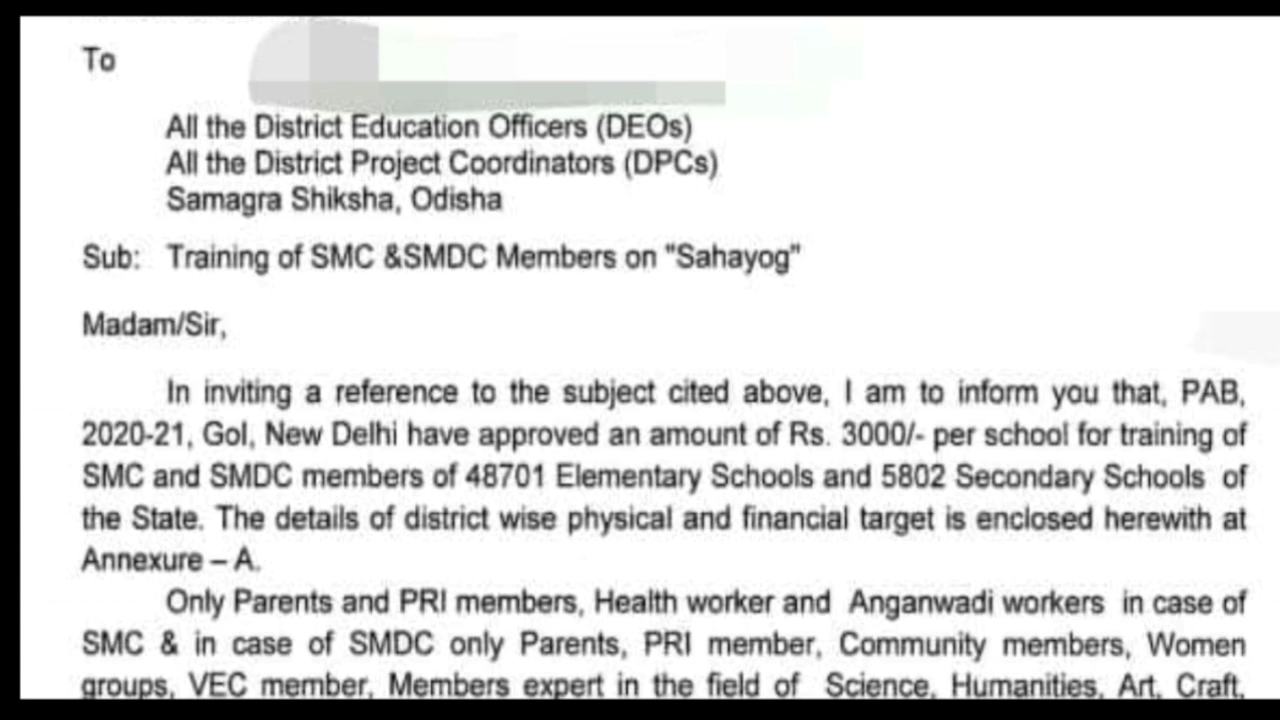 To
All the District Education Officers (DEOs)
All the District Project Coordinators (DPCs)
Samagra Shiksha, Odisha
Sub: Training of SMC &SMDC Members on "Sahayog"
Madam/Sir,
In inviting a reference to the subject cited above, I am to inform you that, PAB,
2020-21, GoI, New Delhi have approved an amount of Rs. 3000/- per school for training of
SMC and SMDC members of 48701 Elementary Schools and 5802 Secondary Schools of
the State. The details of district wise physical and financial target is enclosed herewith at
Annexure – A.
Only Parents and PRI members, Health worker and Anganwadi workers in case of
SMC & in case of SMDC only Parents, PRI member, Community members, Women
groups, VEC member, Members expert in the field of Science, Humanities, Art, Craft,